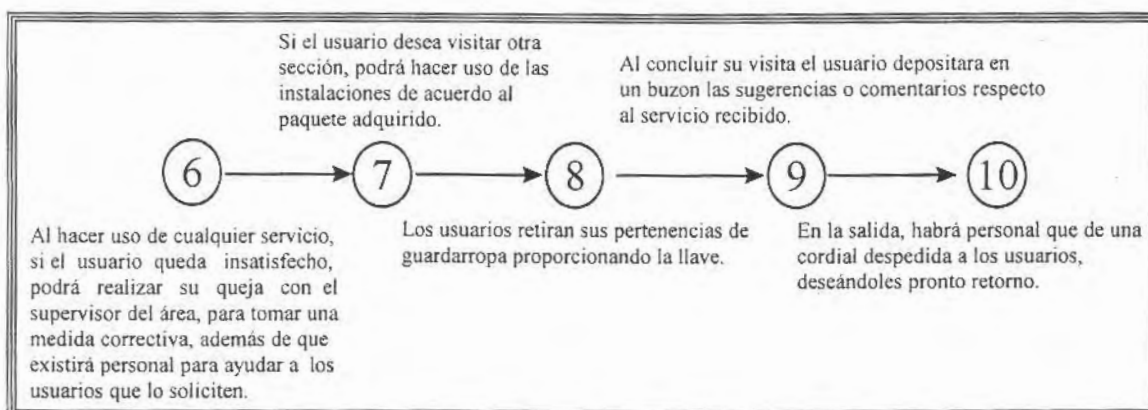 Si el usuario desea visitar otra
sección, podrá hacer uso de las
instalaciones de acuerdo al
paquete adquirido.
Al concluir su visita el usuario depositara en
un buzon las sugerencias o comentarios respecto
al servicio recibido.
6
7
8
9
10
Al hacer uso de cualquier servicio,
si el usuario queda insatisfecho,
podrá realizar su queja con el
supervisor del área, para tomar una
medida correctiva, además de que
existirá personal para ayudar a los
usuarios que lo soliciten.
Los usuarios retiran sus pertenencias de
guardarropa proporcionando la llave.
En la salida, habrá personal que de una
cordial despedida a los usuarios,
deseándoles pronto retorno.